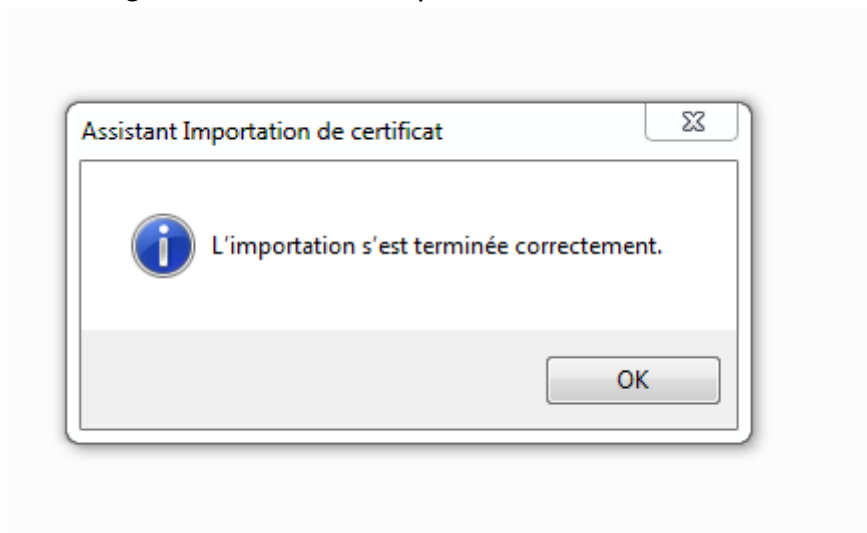 Assistant Importation de certificat
L'importation s'est terminée correctement.
OK